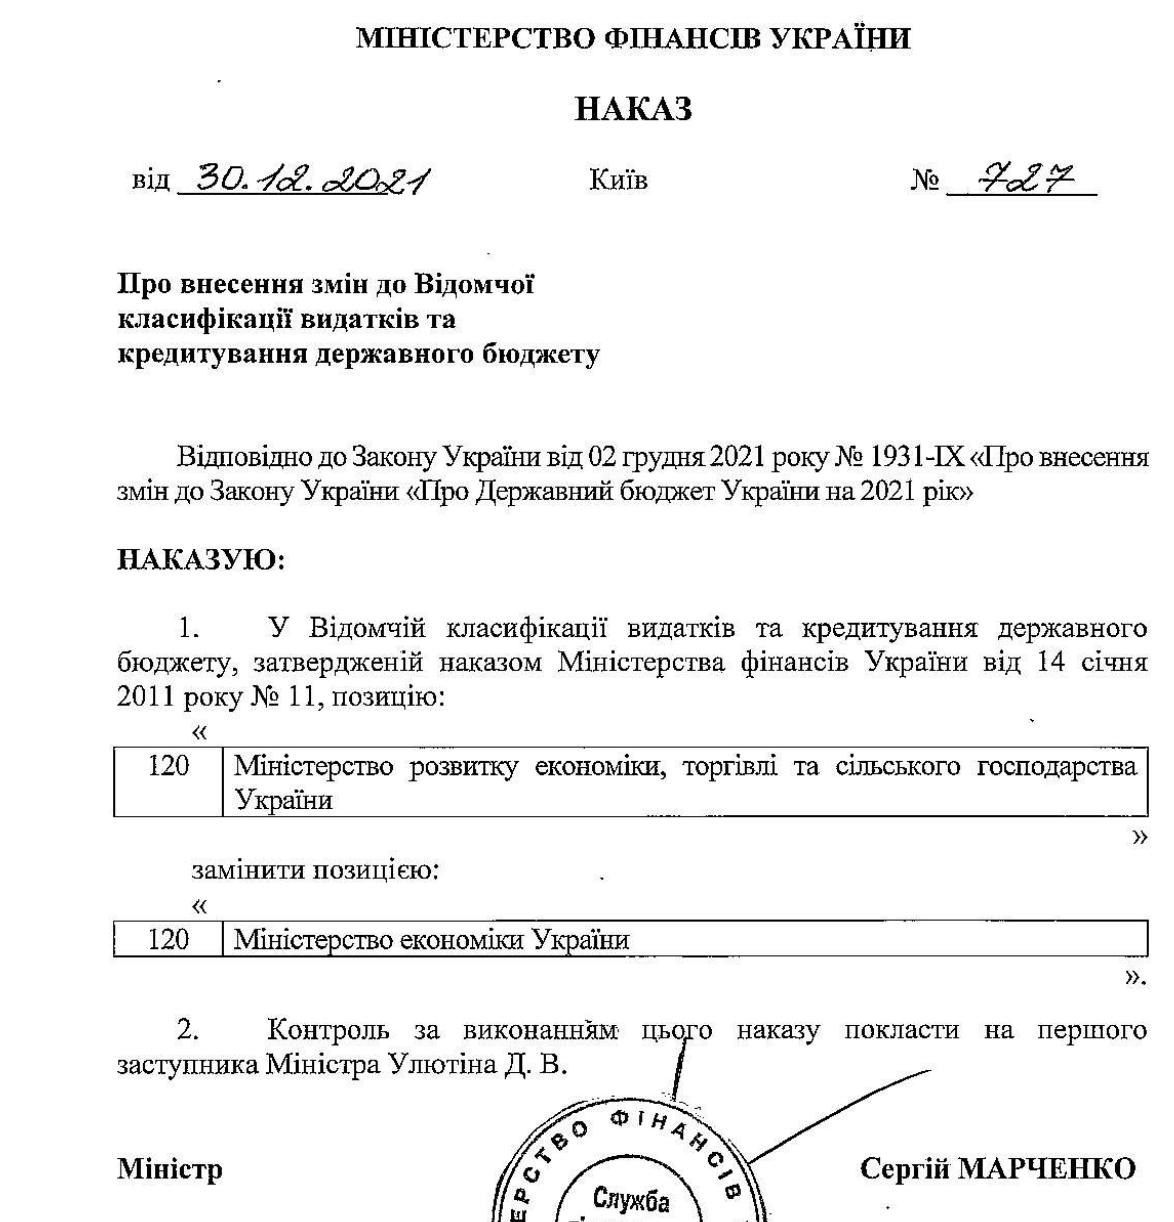 МІНІСТЕРСТВО ФІНАНСІВ УКРАЇНИ
НАКАЗ
від 30.12.2021 Київ № 727
Про внесення змін до Відомчої
класифікації видатків та
кредитування державного бюджету
Відповідно до Закону України від 02 грудня 2021 року № 1931-IX «Про внесення
змін до Закону України «Про Державний бюджет України на 2021 рік»
НАКАЗУЮ:
1. У Відомчій класифікації видатків та кредитування державного
бюджету, затвердженій наказом Міністерства фінансів України від 14 січня
2011 року № 11, позицію:
«
120 Міністерство розвитку економіки, торгівлі та сільського господарства
України
»
замінити позицією:
«
120 Міністерство економіки України
».
2. Контроль за виконанням цього наказу покласти на першого
заступника Міністра Улютіна Д. В.
Міністр Сергій МАРЧЕНКО
ЕРСТВО ФІНАНСІВ
Служба